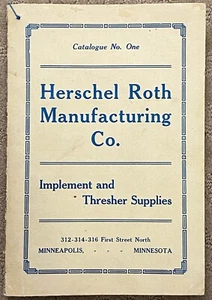 Catalogue No. One
Herschel Roth
Manufacturing
Co.
Implement and
Thresher Supplies
312-314-316 First Street North
MINNEAPOLIS, - - - MINNESOTA